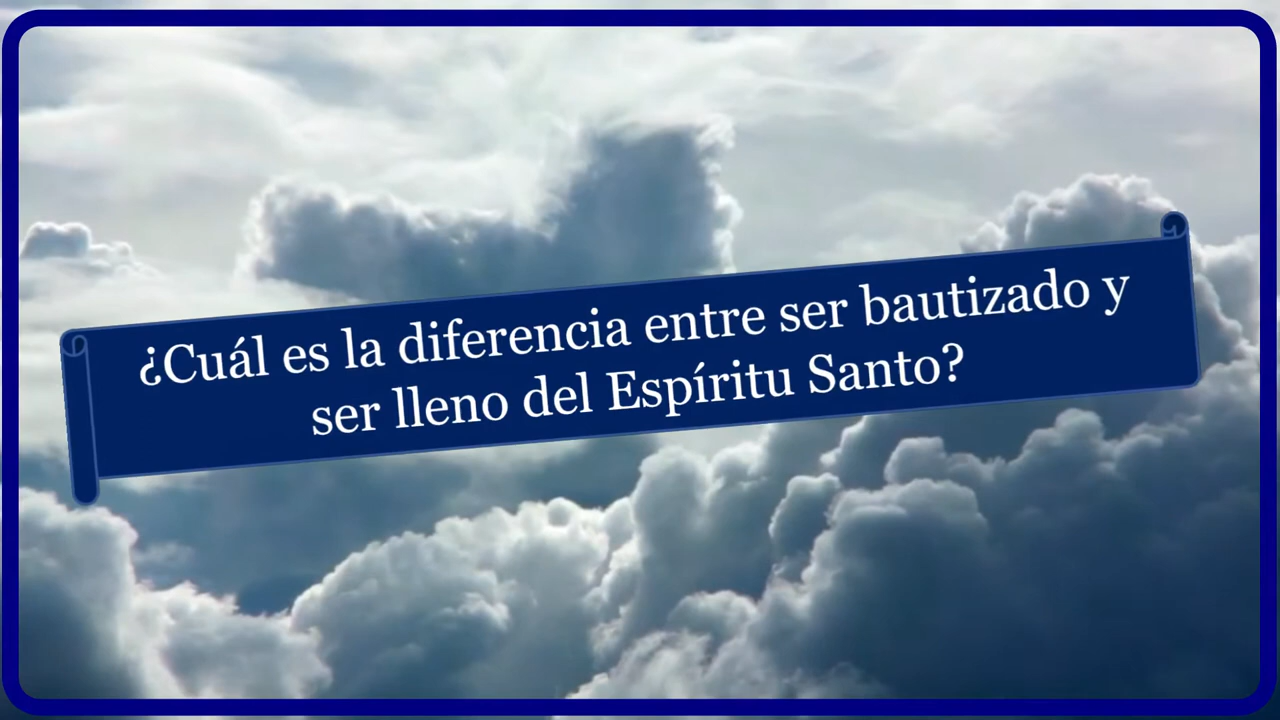 ¿Cuál es la diferencia entre ser bautizado y
ser lleno del Espíritu Santo?